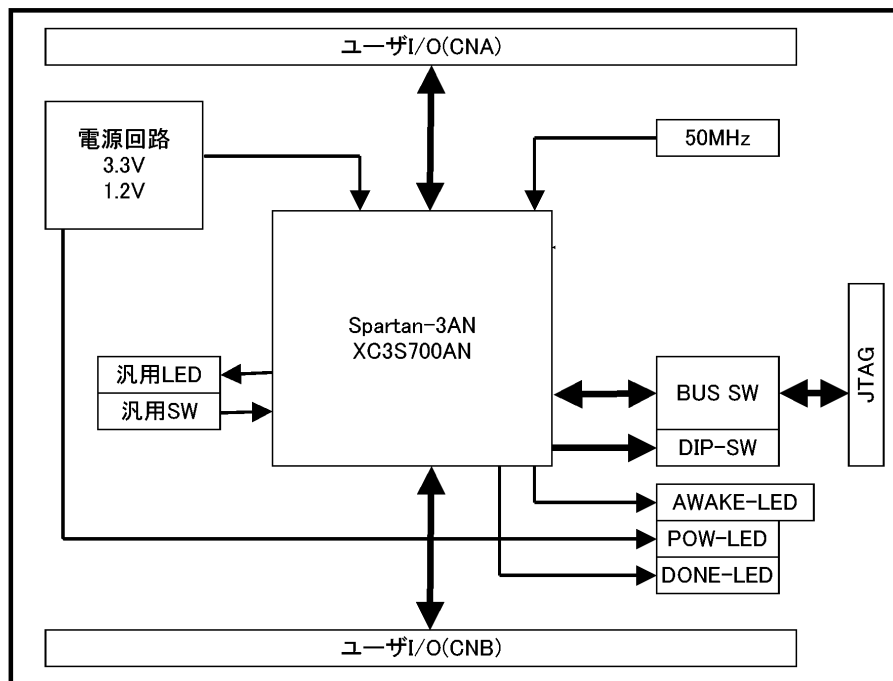 ユーザI/O(CNA)
電源回路
3.3V
1.2V
50MHz
Spartan-3AN
XC3S700AN
汎用LED
汎用SW
BUS SW
DIP-SW
JTAG
AWAKE-LED
POW-LED
DONE-LED
ユーザI/O(CNB)